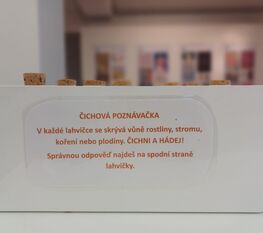 ČICHOVÁ POZNÁVAČKA
V každé lahvičce se skrývá vůně rostliny, stromu,
koření nebo plodiny. ČICHNI A HÁDEJ!
Správnou odpověď najdeš na spodní straně
lahvičky.